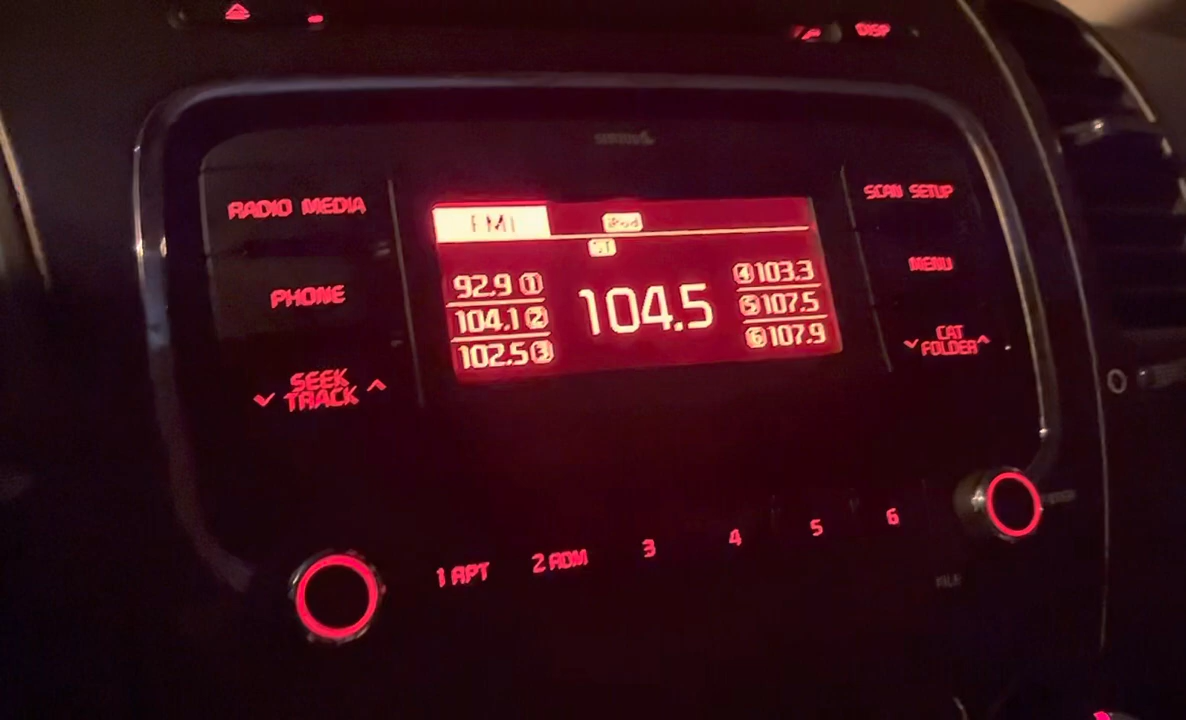 DISP
RADIO MEDIA
PHONE
SEEK
TRACK
FM1
iPod
ST
92.9 1
104.1 2
102.5 3
104.5
4 103.3
5 107.5
6 107.9
SCAN SETUP
MENU
CAT
FOLDER
1 RPT
2 RDM
3
4
5
6